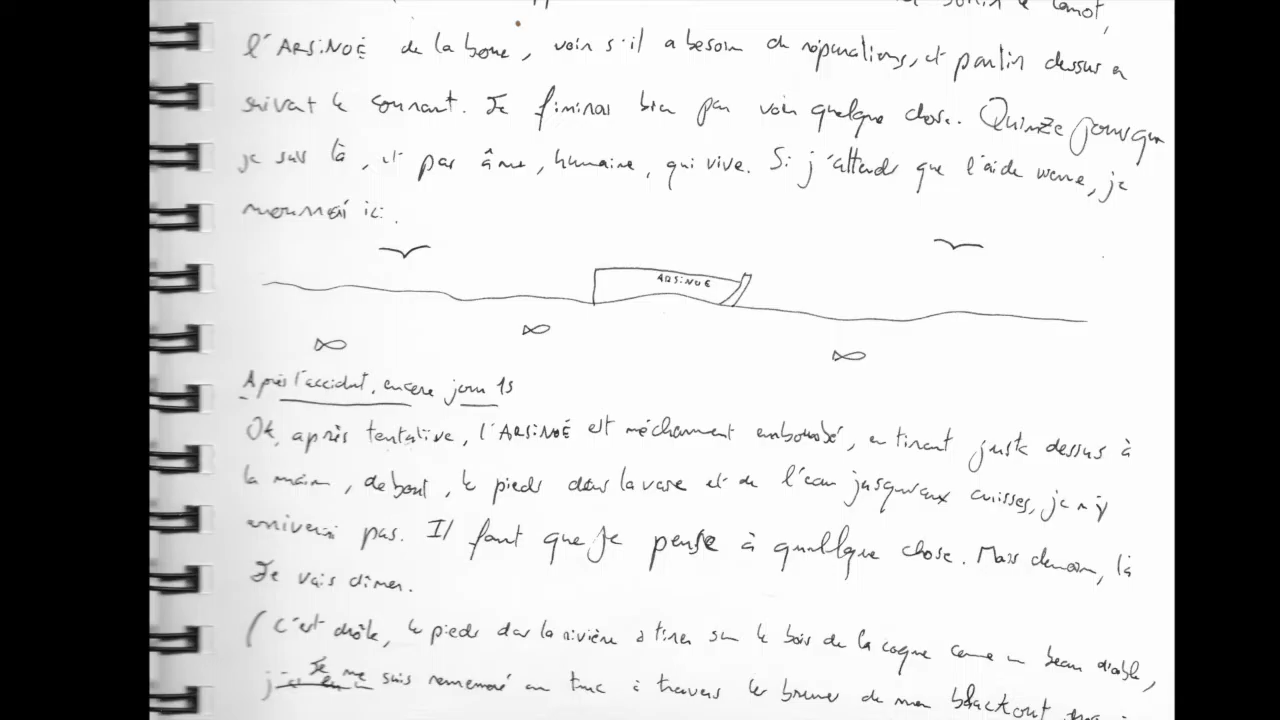 sortir le canot,
l'ARSINOÉ de la boue, voir s'il a besoin de réparations, et partir dessus en
suivant le courant. Je finirai bien par voir quelque chose. Quinze jours que
je suis là, et pas âme, humaine, qui vive. Si j'attends que l'aide vienne, je
mourrai ici.
ARSINOÉ
Après l'accident, encore jour 15
Ok, après tentative, l'ARSINOÉ est méchamment embourbé, en tirant juste dessus à
la main, debout, le pieds dans la vase et de l'eau jusqu'aux cuisses, je n'y
arriverai pas. Il faut que je pense à quelque chose. Mais demain, là
Je vais dîner.
(C'est drôle, le pieds dans la rivière à tirer sur le bois de la coque comme un beau diable,
Je me suis remémoré un truc à travers les brumes de mon blackout